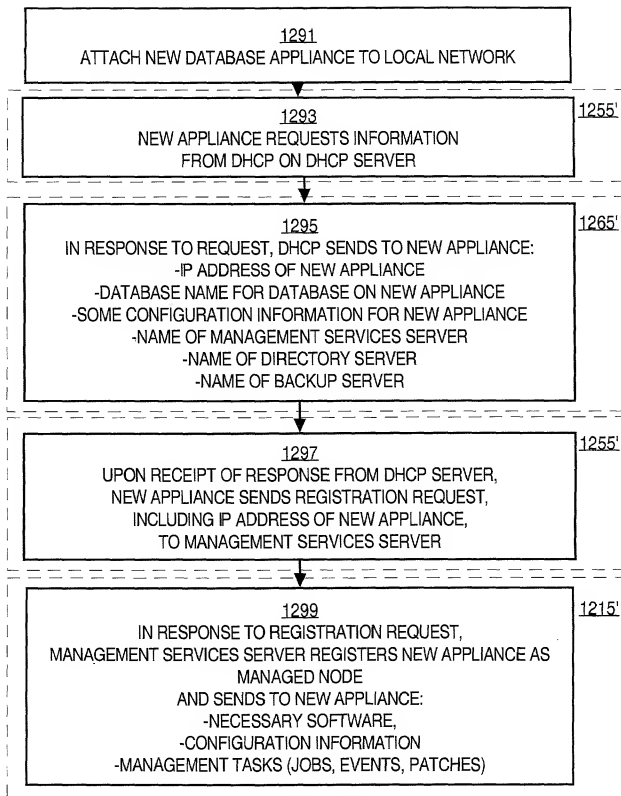 1291
ATTACH NEW DATABASE APPLIANCE TO LOCAL NETWORK
1255'
1293
NEW APPLIANCE REQUESTS INFORMATION
FROM DHCP ON DHCP SERVER
1265'
1295
IN RESPONSE TO REQUEST, DHCP SENDS TO NEW APPLIANCE:
-IP ADDRESS OF NEW APPLIANCE
-DATABASE NAME FOR DATABASE ON NEW APPLIANCE
-SOME CONFIGURATION INFORMATION FOR NEW APPLIANCE
-NAME OF MANAGEMENT SERVICES SERVER
-NAME OF DIRECTORY SERVER
-NAME OF BACKUP SERVER
1255'
1297
UPON RECEIPT OF RESPONSE FROM DHCP SERVER,
NEW APPLIANCE SENDS REGISTRATION REQUEST,
INCLUDING IP ADDRESS OF NEW APPLIANCE,
TO MANAGEMENT SERVICES SERVER
1215'
1299
IN RESPONSE TO REGISTRATION REQUEST,
MANAGEMENT SERVICES SERVER REGISTERS NEW APPLIANCE AS
MANAGED NODE
AND SENDS TO NEW APPLIANCE:
-NECESSARY SOFTWARE,
-CONFIGURATION INFORMATION
-MANAGEMENT TASKS (JOBS, EVENTS, PATCHES)